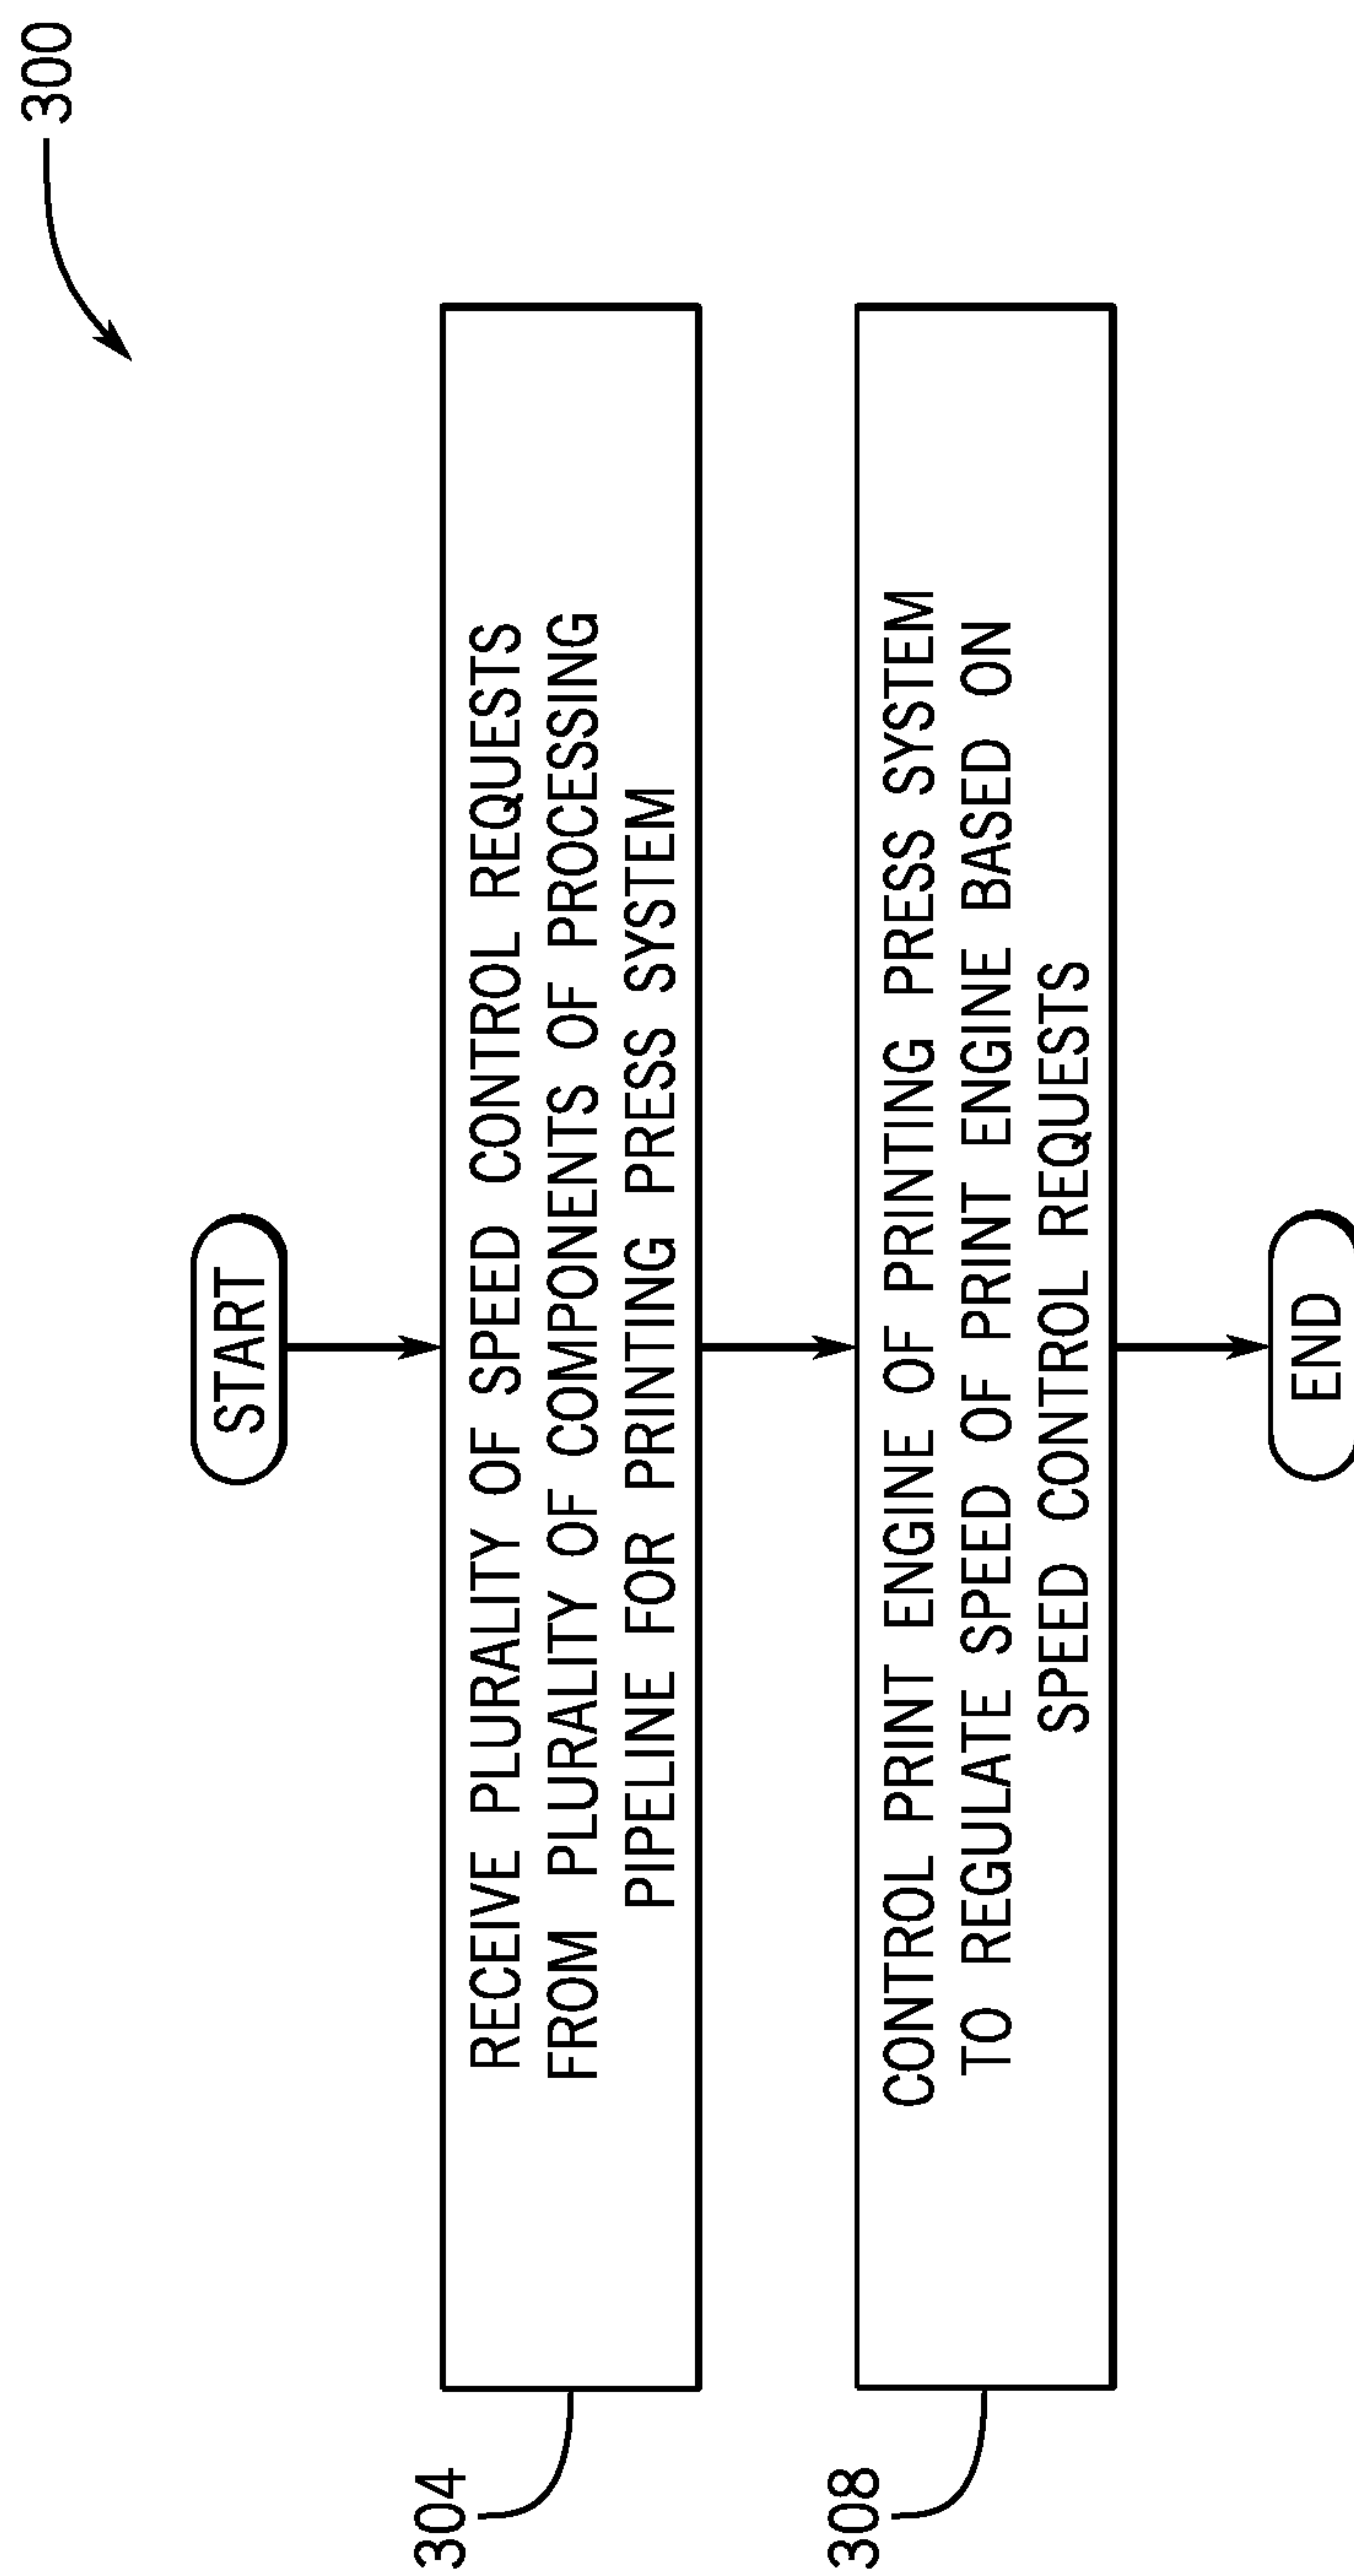 300
START
304
RECEIVE PLURALITY OF SPEED CONTROL REQUESTS
FROM PLURALITY OF COMPONENTS OF PROCESSING
PIPELINE FOR PRINTING PRESS SYSTEM
308
CONTROL PRINT ENGINE OF PRINTING PRESS SYSTEM
TO REGULATE SPEED OF PRINT ENGINE BASED ON
SPEED CONTROL REQUESTS
END